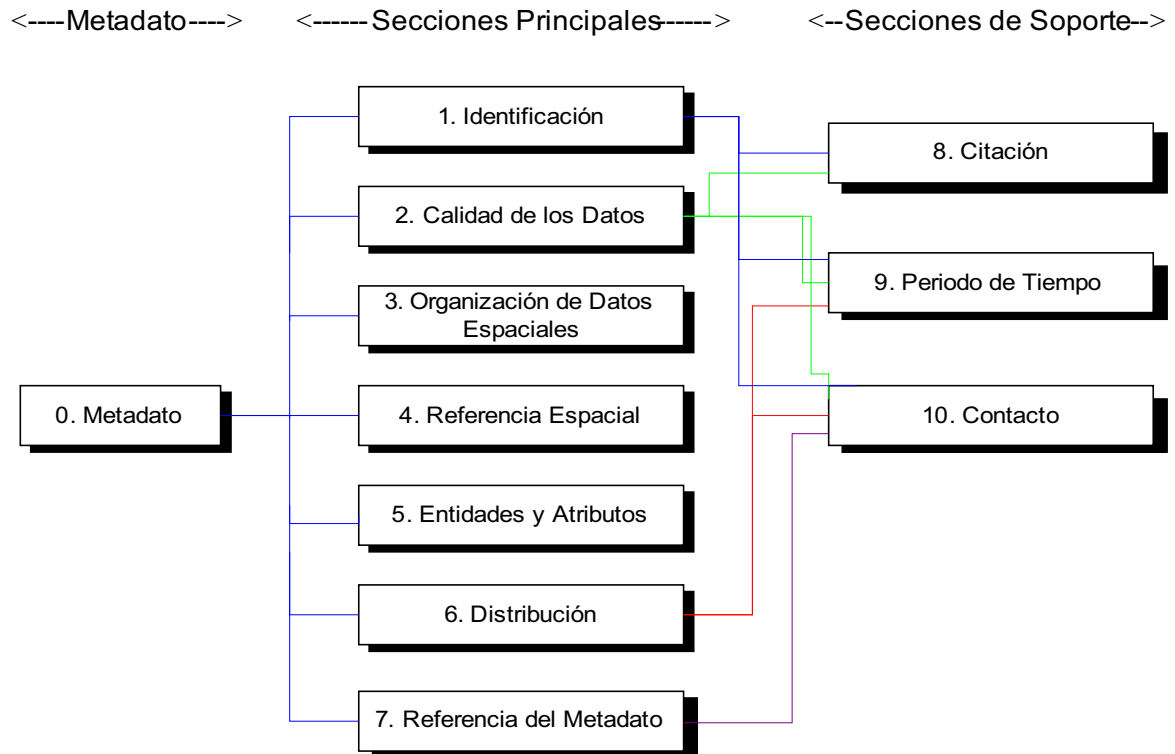 <----Metadato---->
<------ Secciones Principales------>
<--Secciones de Soporte-->
1. Identificación
2. Calidad de los Datos
3. Organización de Datos
Espaciales
4. Referencia Espacial
5. Entidades y Atributos
6. Distribución
7. Referencia del Metadato
0. Metadato
8. Citación
9. Periodo de Tiempo
10. Contacto